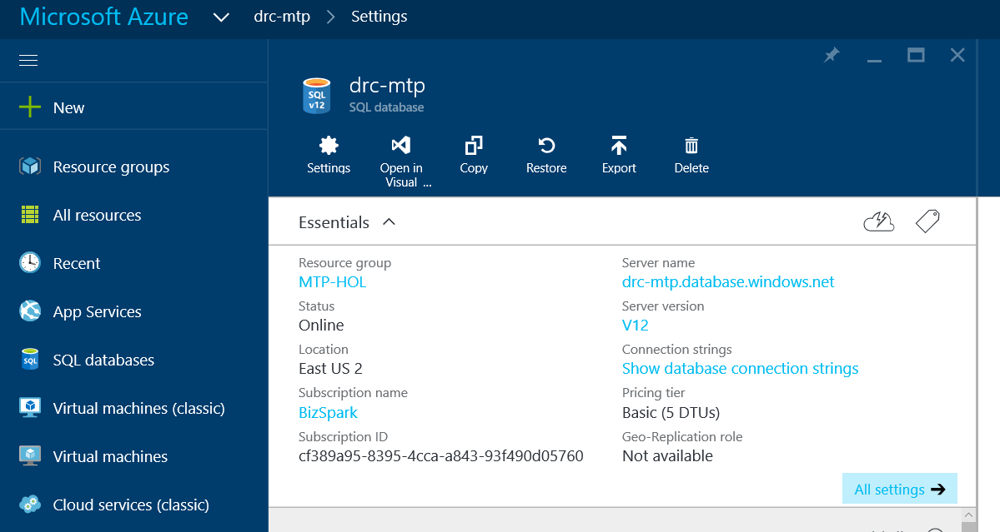 Microsoft Azure drc-mtp Settings
New
Resource groups
All resources
Recent
App Services
SQL databases
Virtual machines (classic)
Virtual machines
Cloud services (classic)
SQL
v12
drc-mtp
SQL database
Settings
Open in
Visual ...
Copy
Restore
Export
Delete
Essentials
Resource group
MTP-HOL
Status
Online
Location
East US 2
Subscription name
BizSpark
Subscription ID
cf389a95-8395-4cca-a843-93f490d05760
Server name
drc-mtp.database.windows.net
Server version
V12
Connection strings
Show database connection strings
Pricing tier
Basic (5 DTUs)
Geo-Replication role
Not available
All settings
SQL